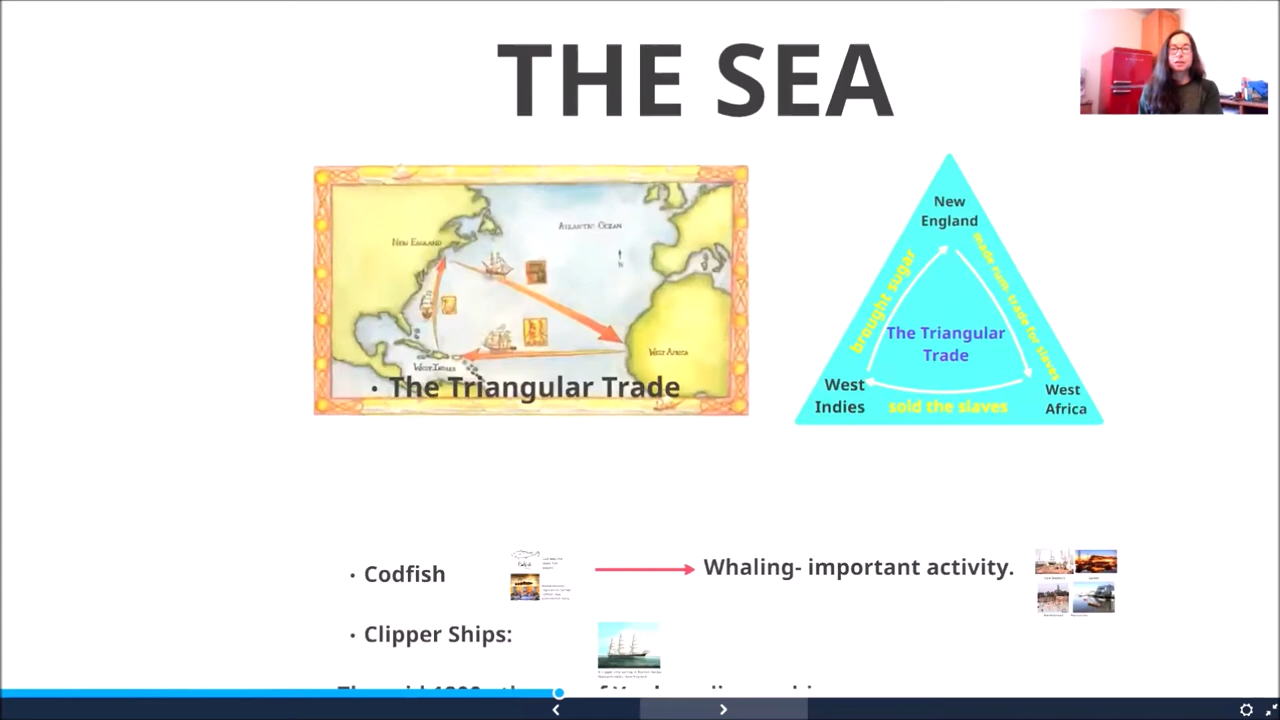 THE SEA
NEW ENGLAND
ATLANTIC OCEAN
N
WEST INDIES
WEST AFRICA
• The Triangular Trade
New
England
brought sugar
made rum- trade for slaves
The Triangular
Trade
West
Indies
sold the slaves
West
Africa
• Codfish
Whaling- important activity.
• Clipper Ships: